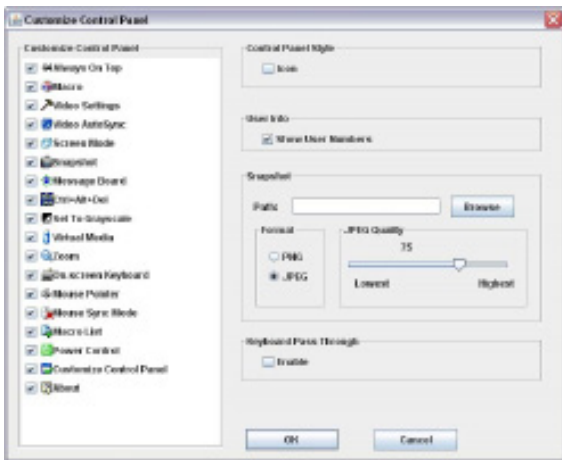 Customize Control Panel
Customize Control Panel
Always On Top
Macro
Video Settings
Video AutoSync
Screen Mode
Snapshot
Message Board
Ctrl+Alt+Del
Set To Grayscale
Virtual Media
Zoom
On screen Keyboard
Mouse Pointer
Mouse Sync Mode
Macro List
Power Control
Customize Control Panel
About
Control Panel Style
Icon
User Info
Show User Numbers
Snapshot
Path:
Browse
Format
PNG
JPEG
JPEG Quality
75
Lowest
Highest
Keyboard Pass Through
Enable
OK
Cancel